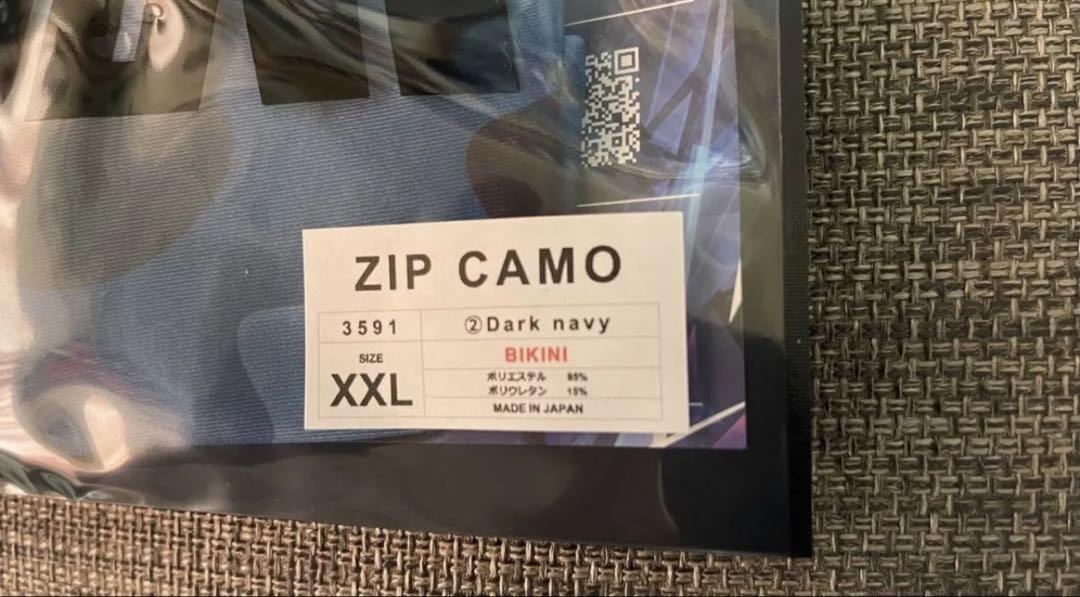 ZIP CAMO
3591
②Dark navy
SIZE
XXL
BIKINI
ポリエステル 85%
ポリウレタン 15%
MADE IN JAPAN